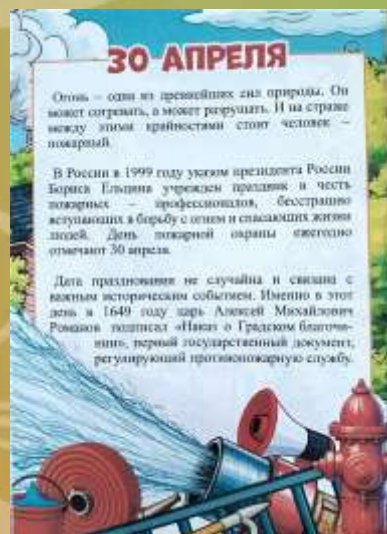 30 АПРЕЛЯ
Огонь – одна из древнейших сил природы. Он
может согревать, а может разрушать. И на страже
между этими крайностями стоит человек –
пожарный.
В России в 1999 году указом президента России
Бориса Ельцина учрежден праздник в честь
пожарных – профессионалов, бесстрашно
вступающих в борьбу с огнем и спасающих жизни
людей. День пожарной охраны ежегодно
отмечают 30 апреля.
Дата празднования не случайна и связана с
важным историческим событием. Именно в этот
день в 1649 году царь Алексей Михайлович
Романов подписал «Наказ о Градском благочи-
нии», первый государственный документ,
регулирующий противопожарную службу.